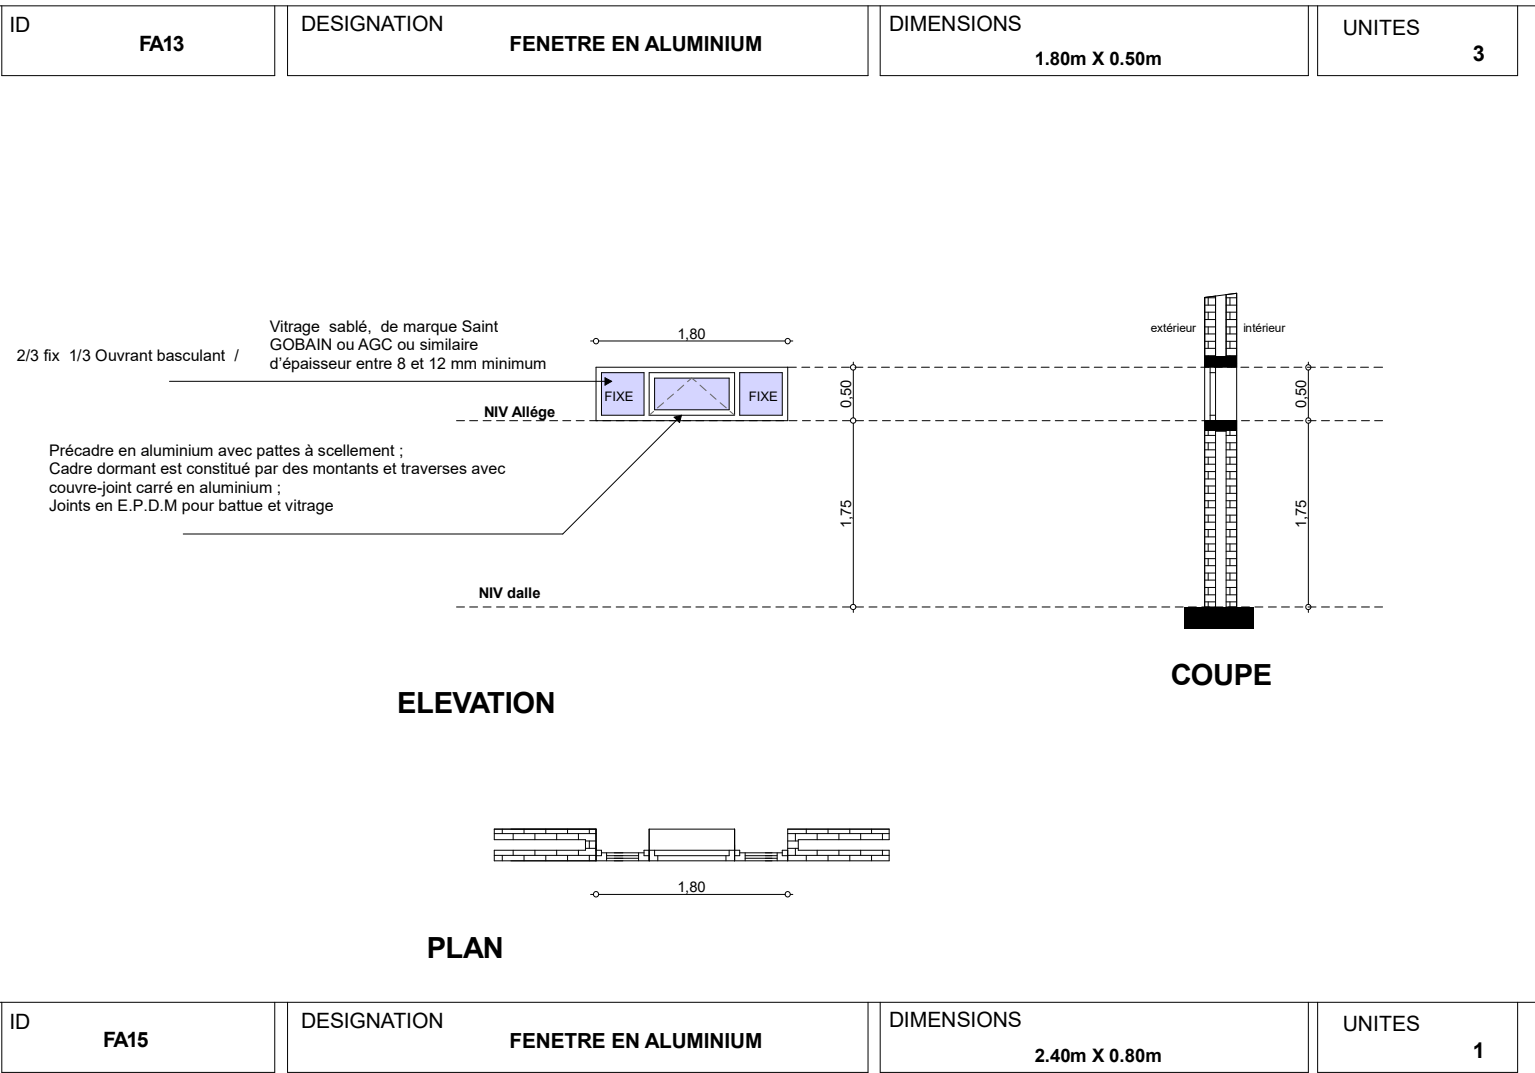 ID
FA13
DESIGNATION
FENETRE EN ALUMINIUM
DIMENSIONS
1.80m X 0.50m
UNITES
3
2/3 fix 1/3 Ouvrant basculant /
Vitrage sablé, de marque Saint
GOBAIN ou AGC ou similaire
d'épaisseur entre 8 et 12 mm minimum
1,80
FIXE
FIXE
0,50
extérieur
intérieur
0,50
NIV Allége
Précadre en aluminium avec pattes à scellement ;
Cadre dormant est constitué par des montants et traverses avec
couvre-joint carré en aluminium ;
Joints en E.P.D.M pour battue et vitrage
1,75
1,75
NIV dalle
ELEVATION
COUPE
1,80
PLAN
ID
FA15
DESIGNATION
FENETRE EN ALUMINIUM
DIMENSIONS
2.40m X 0.80m
UNITES
1